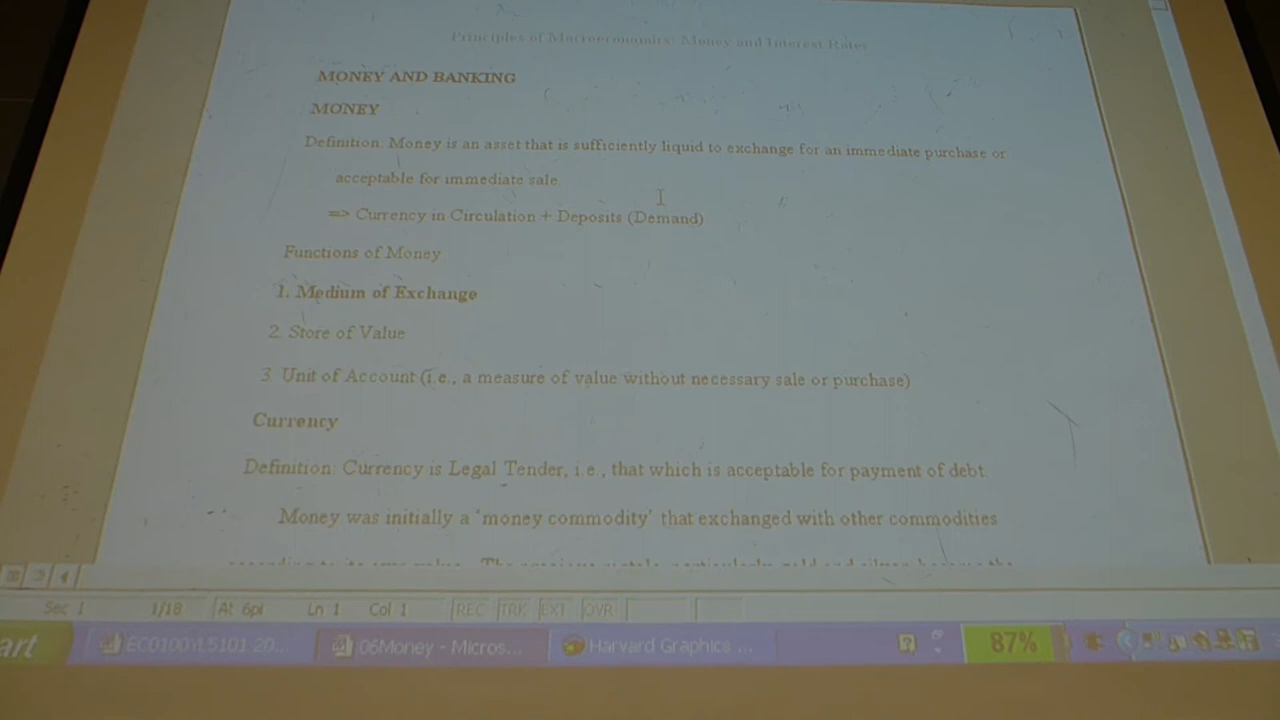 Principles of Macroeconomics: Money and Interest Rates
MONEY AND BANKING
MONEY
Definition: Money is an asset that is sufficiently liquid to exchange for an immediate purchase or
acceptable for immediate sale.
=> Currency in Circulation + Deposits (Demand)
Functions of Money
1. Medium of Exchange
2. Store of Value
3. Unit of Account (i.e., a measure of value without necessary sale or purchase)
Currency
Definition: Currency is Legal Tender, i.e., that which is acceptable for payment of debt.
Money was initially a 'money commodity' that exchanged with other commodities
Sec 1 1/18 At 6pt Ln 1 Col 1 REC TRK EXT OVR
art ECO100YL5101 20... 06Money - Micros... Harvard Graphics ... 87%